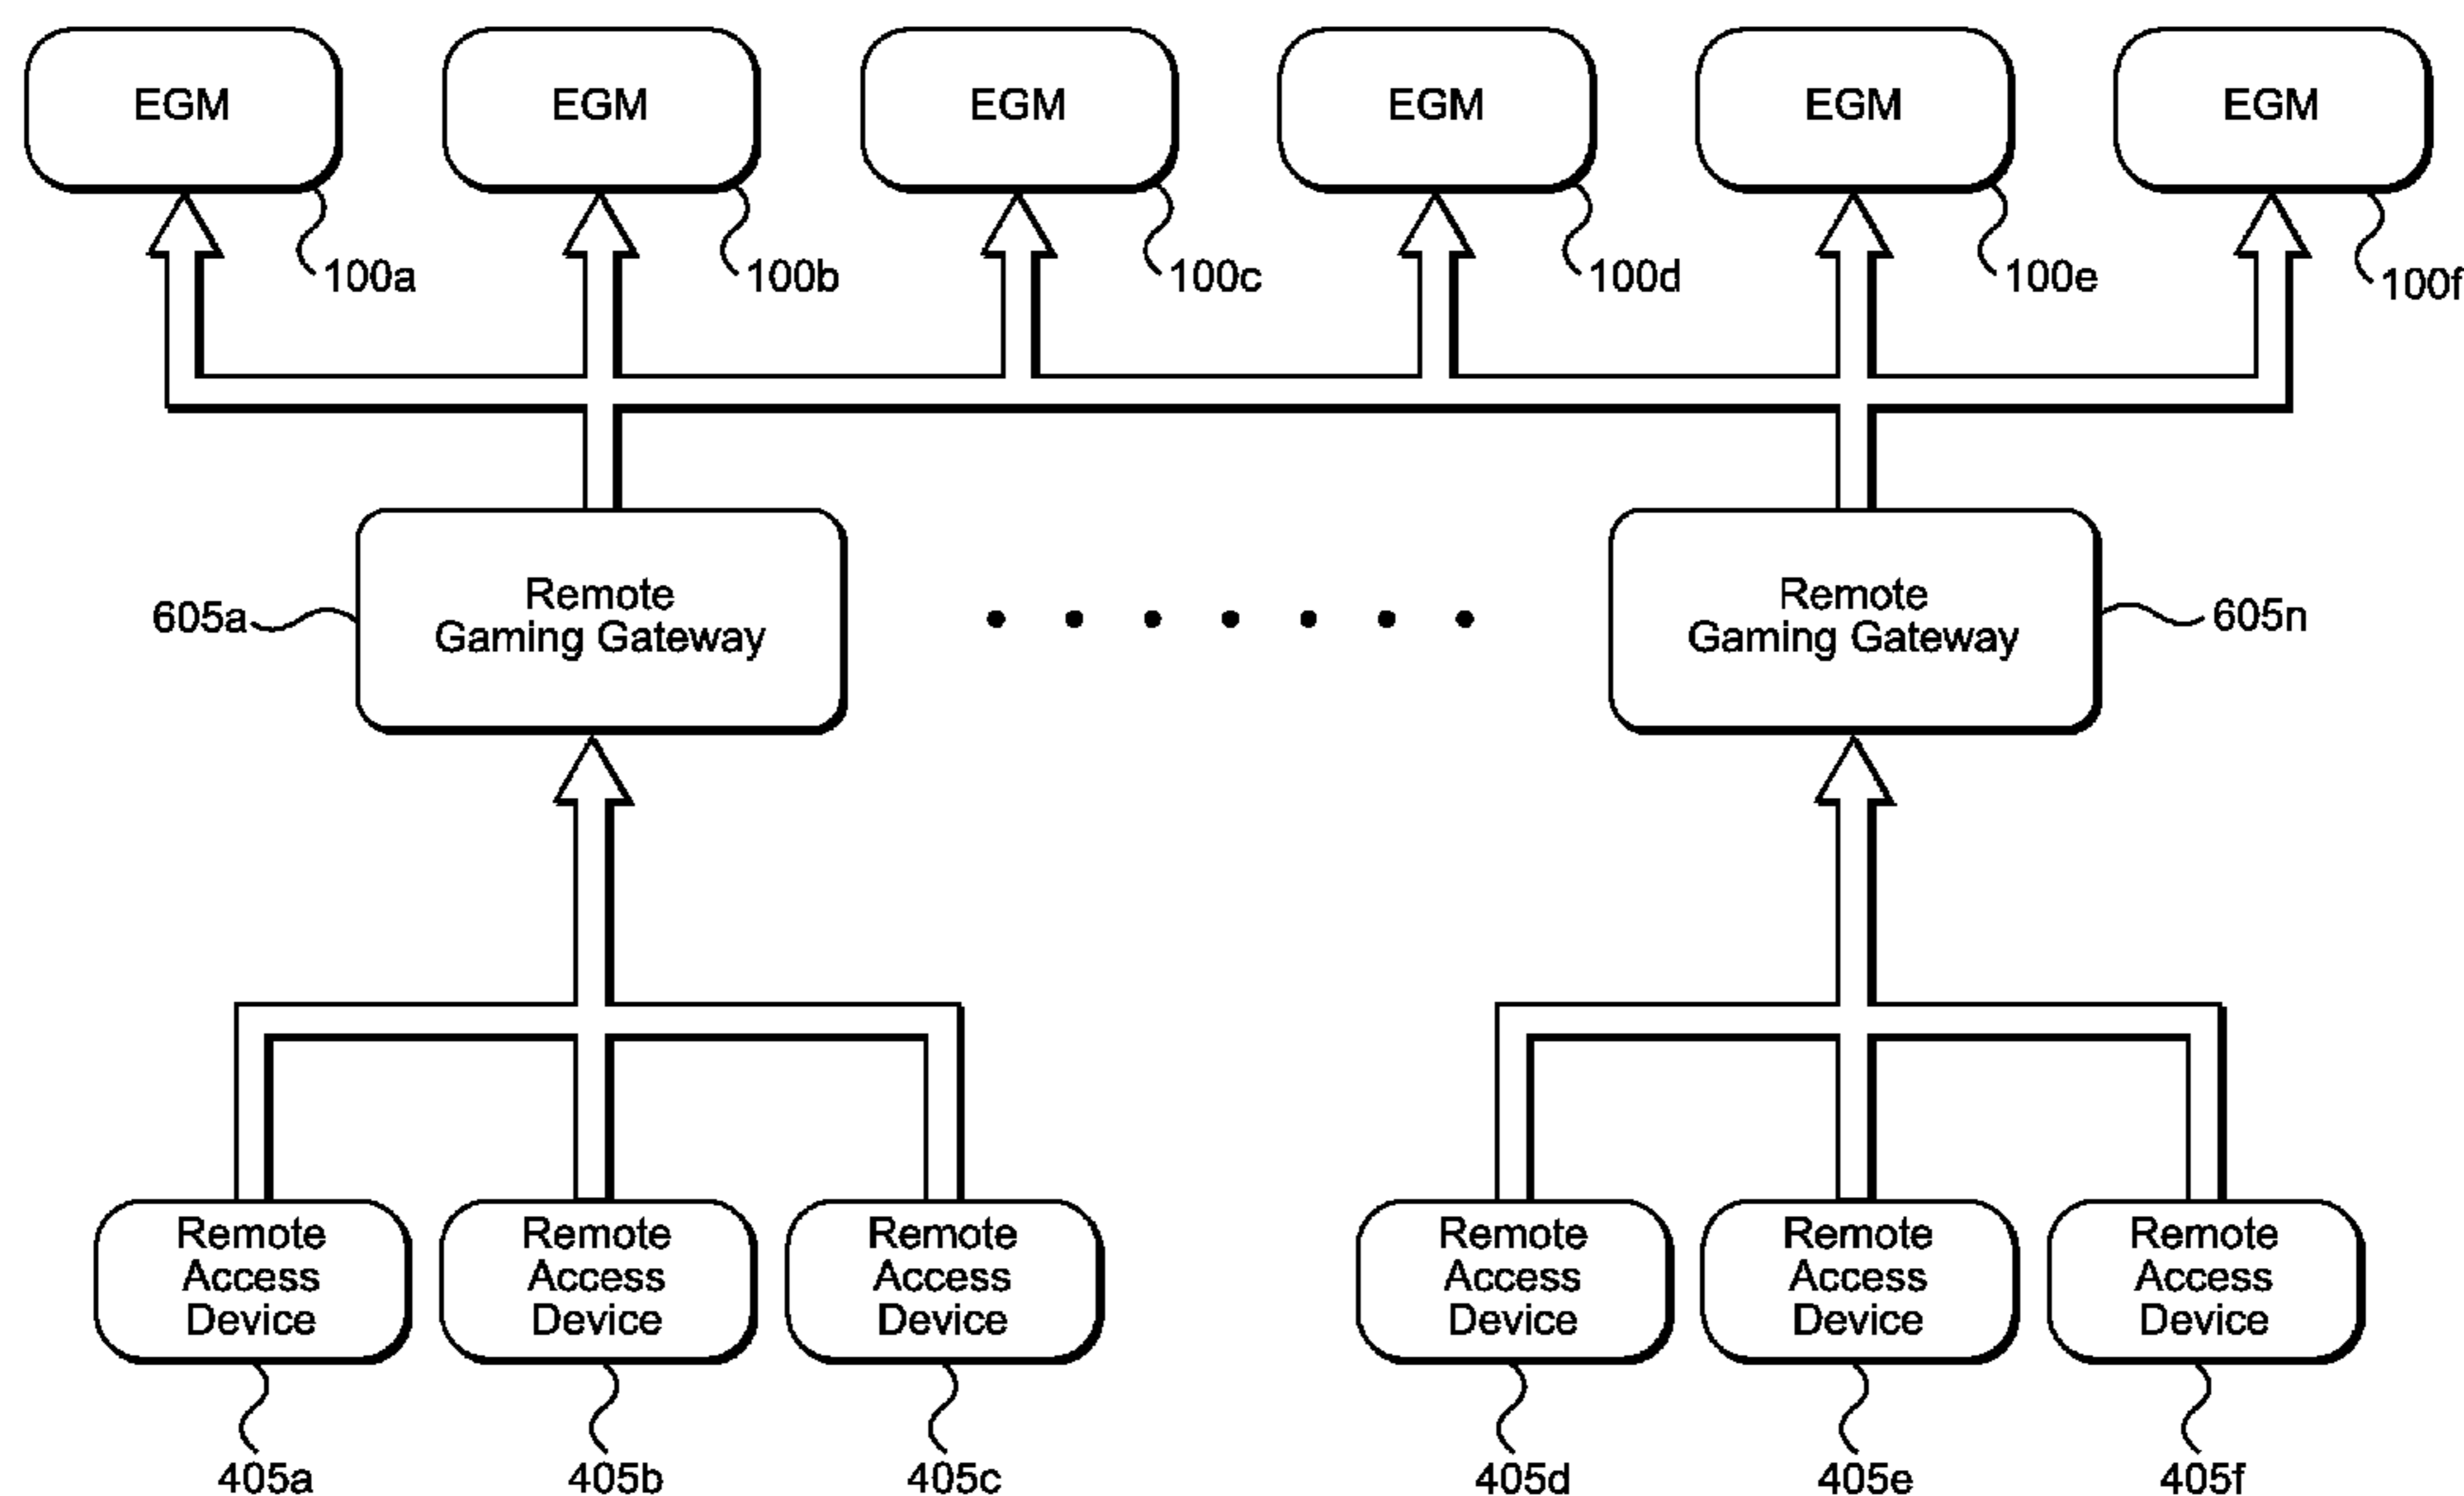 EGM
EGM
EGM
EGM
EGM
EGM
100a
100b
100c
100d
100e
100f
Remote
Gaming Gateway
605a
Remote
Gaming Gateway
605n
Remote
Access
Device
Remote
Access
Device
Remote
Access
Device
Remote
Access
Device
Remote
Access
Device
Remote
Access
Device
405a
405b
405c
405d
405e
405f